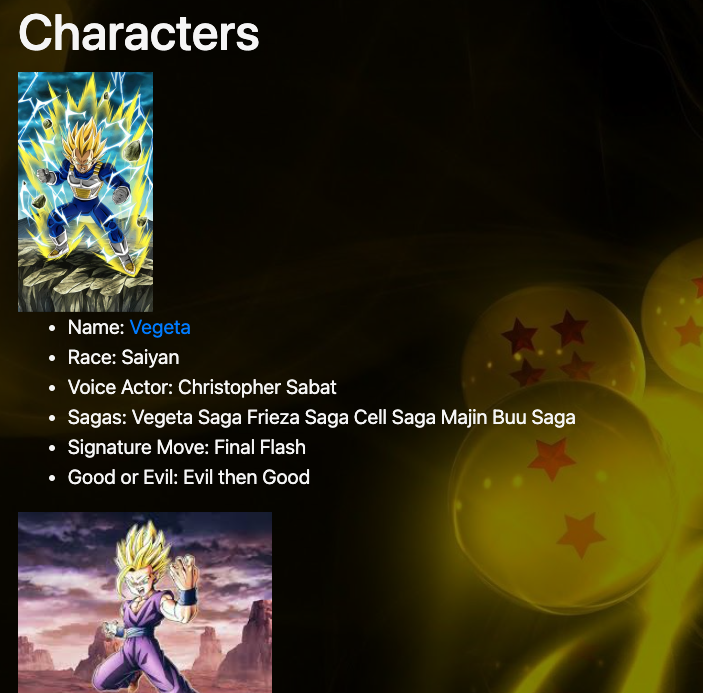 Characters
Name: Vegeta
Race: Saiyan
Voice Actor: Christopher Sabat
Sagas: Vegeta Saga Frieza Saga Cell Saga Majin Buu Saga
Signature Move: Final Flash
Good or Evil: Evil then Good